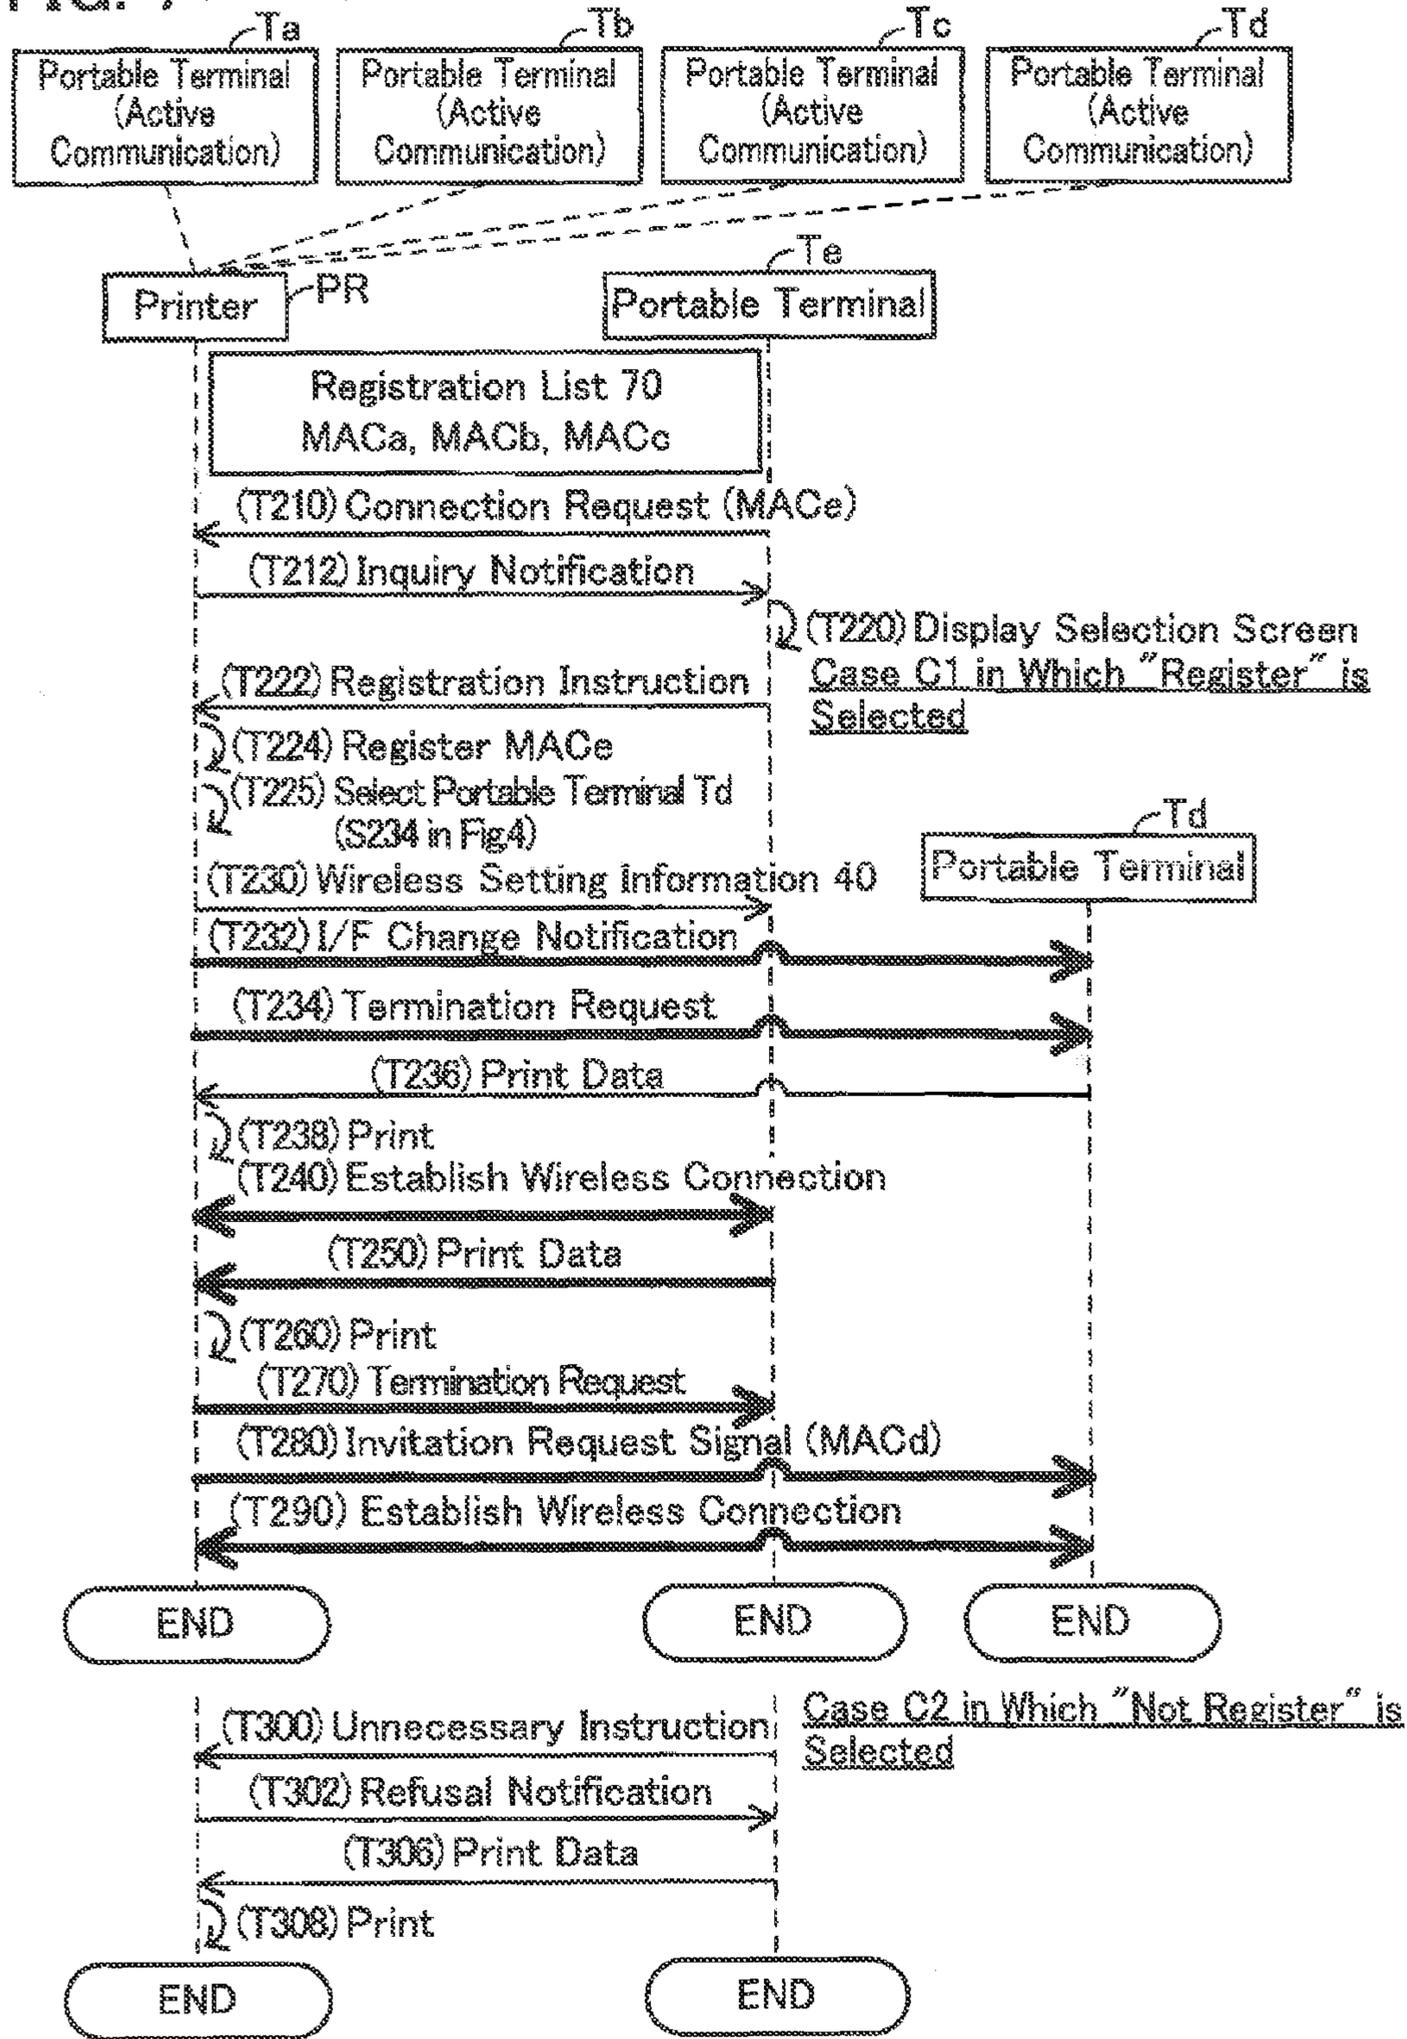 Ta
Tb
Tc
Td
Portable Terminal
(Active
Communication)
Portable Terminal
(Active
Communication)
Portable Terminal
(Active
Communication)
Portable Terminal
(Active
Communication)
Printer
PR
Te
Portable Terminal
Registration List 70
MACa, MACb, MACc
(T210) Connection Request (MACe)
(T212) Inquiry Notification
(T220) Display Selection Screen
Case C1 in Which "Register" is
Selected
(T222) Registration Instruction
(T224) Register MACe
(T225) Select Portable Terminal Td
(S234 in Fig.4)
Td
Portable Terminal
(T230) Wireless Setting Information 40
(T232) I/F Change Notification
(T234) Termination Request
(T236) Print Data
(T238) Print
(T240) Establish Wireless Connection
(T250) Print Data
(T260) Print
(T270) Termination Request
(T280) Invitation Request Signal (MACd)
(T290) Establish Wireless Connection
END
END
END
Case C2 in Which "Not Register" is
Selected
(T300) Unnecessary Instruction
(T302) Refusal Notification
(T306) Print Data
(T308) Print
END
END